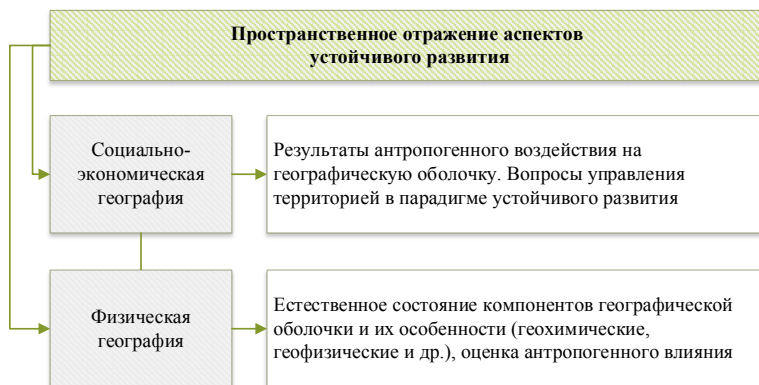 Пространственное отражение аспектов
устойчивого развития
Социально-
экономическая
география
Результаты антропогенного воздействия на
географическую оболочку. Вопросы управления
территорией в парадигме устойчивого развития
Физическая
география
Естественное состояние компонентов географической
оболочки и их особенности (геохимические,
геофизические и др.), оценка антропогенного влияния